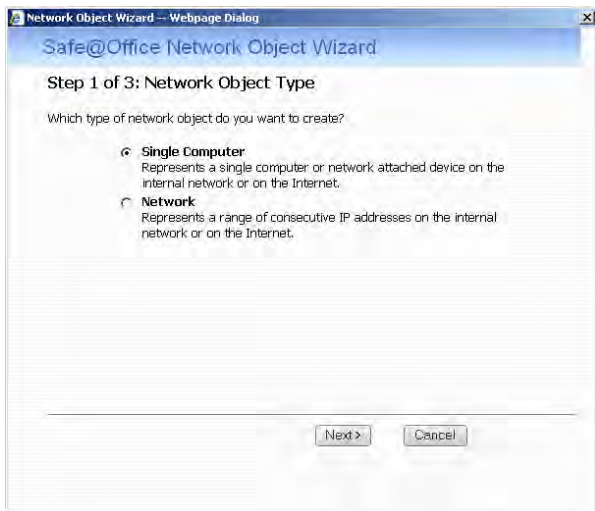 Network Object Wizard -- Webpage Dialog
Safe@Office Network Object Wizard
Step 1 of 3: Network Object Type
Which type of network object do you want to create?
Single Computer
Represents a single computer or network attached device on the
internal network or on the Internet.
Network
Represents a range of consecutive IP addresses on the internal
network or on the Internet.
Next >
Cancel